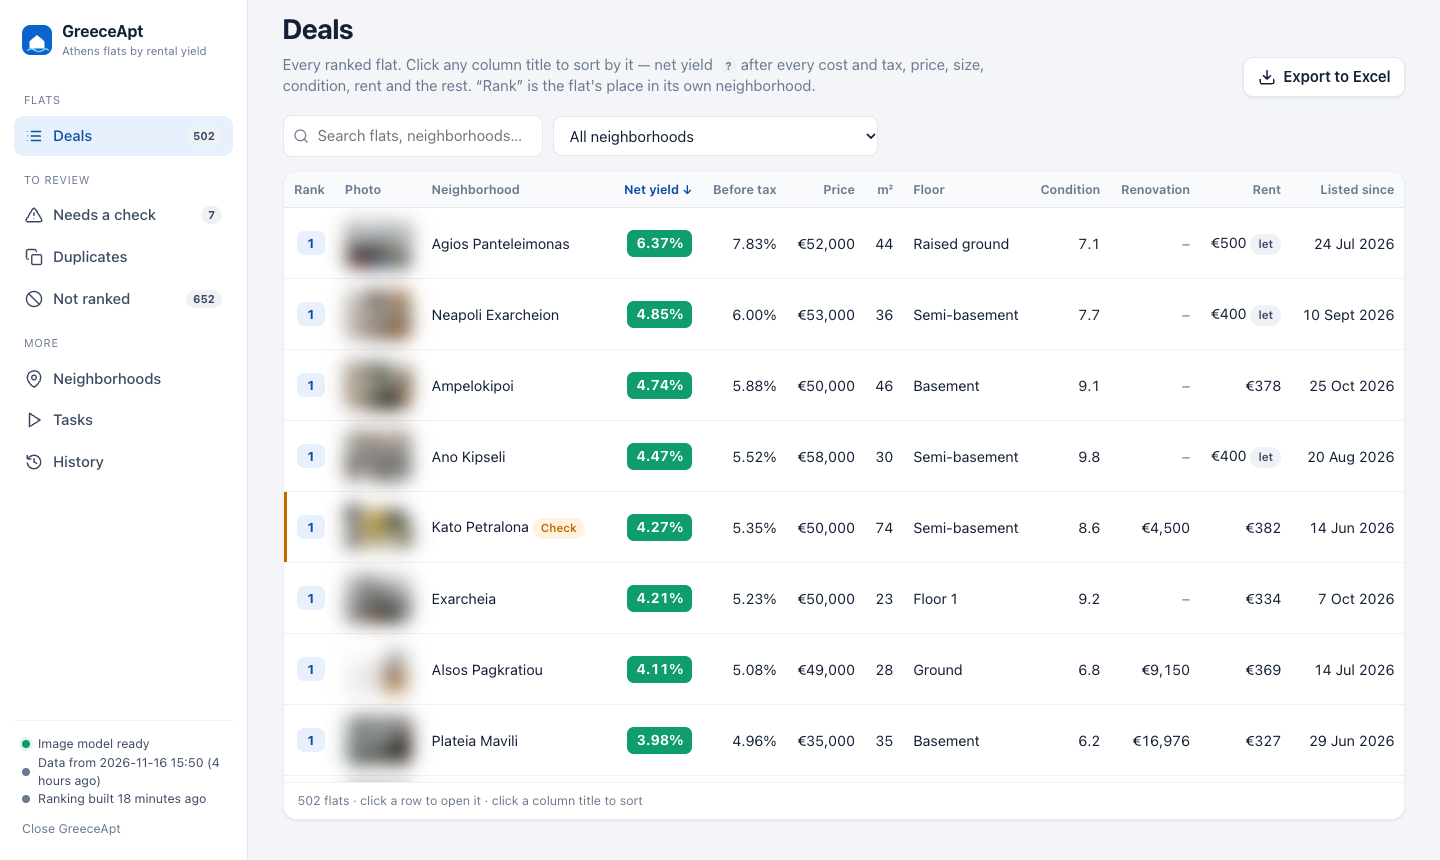 GreeceApt
Athens flats by rental yield
FLATS
Deals 502
TO REVIEW
Needs a check 7
Duplicates
Not ranked 652
MORE
Neighborhoods
Tasks
History
Image model ready
Data from 2026-11-16 15:50 (4
hours ago)
Ranking built 18 minutes ago
Close GreeceApt
Deals
Every ranked flat. Click any column title to sort by it — net yield ? after every cost and tax, price, size,
condition, rent and the rest. “Rank” is the flat's place in its own neighborhood.
Export to Excel
Search flats, neighborhoods...
All neighborhoods
Rank Photo Neighborhood Net yield ↓ Before tax Price m² Floor Condition Renovation Rent Listed since
1 Agios Panteleimonas 6.37% 7.83% €52,000 44 Raised ground 7.1 – €500 let 24 Jul 2026
1 Neapoli Exarcheion 4.85% 6.00% €53,000 36 Semi-basement 7.7 – €400 let 10 Sept 2026
1 Ampelokipoi 4.74% 5.88% €50,000 46 Basement 9.1 – €378 25 Oct 2026
1 Ano Kipseli 4.47% 5.52% €58,000 30 Semi-basement 9.8 – €400 let 20 Aug 2026
1 Kato Petralona Check 4.27% 5.35% €50,000 74 Semi-basement 8.6 €4,500 €382 14 Jun 2026
1 Exarcheia 4.21% 5.23% €50,000 23 Floor 1 9.2 – €334 7 Oct 2026
1 Alsos Pagkratiou 4.11% 5.08% €49,000 28 Ground 6.8 €9,150 €369 14 Jul 2026
1 Plateia Mavili 3.98% 4.96% €35,000 35 Basement 6.2 €16,976 €327 29 Jun 2026
502 flats · click a row to open it · click a column title to sort